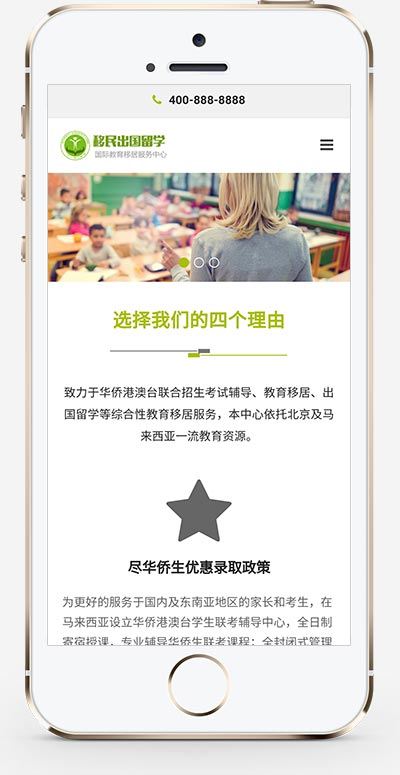 400-888-8888
移民出国留学
国际教育移居服务中心
选择我们的四个理由
致力于华侨港澳台联合招生考试辅导、教育移居、出
国留学等综合性教育移居服务，本中心依托北京及马
来西亚一流教育资源。
尽华侨生优惠录取政策
为更好的服务于国内及东南亚地区的家长和考生，在
马来西亚设立华侨港澳台学生联考辅导中心，全日制
寄宿授课，专业辅导华侨生联考课程；全封闭式管理